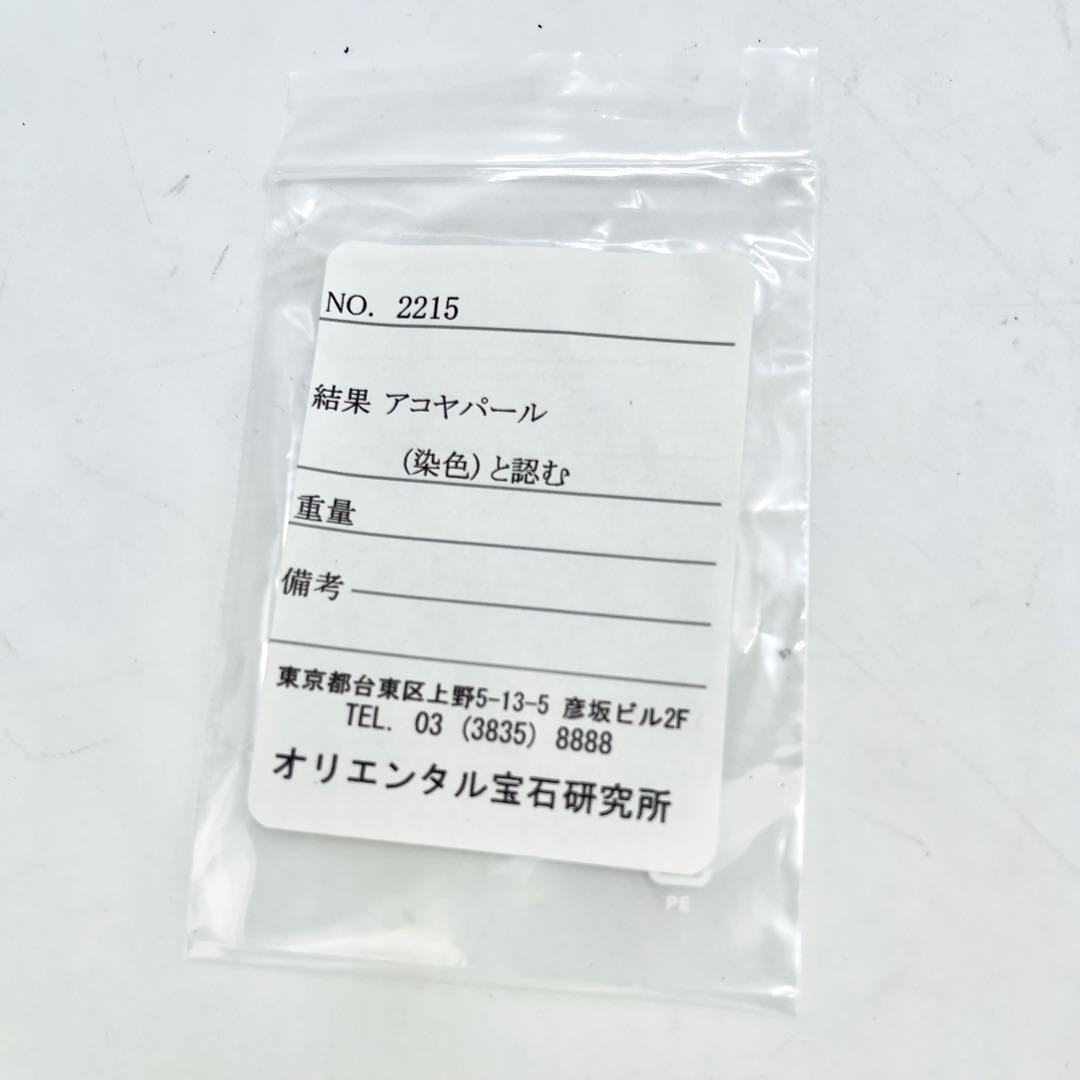 NO. 2215
結果 アコヤパール
(染色)と認む
重量
備考
東京都台東区上野5-13-5 彦坂ビル2F
TEL. 03 (3835) 8888
オリエンタル宝石研究所
PE